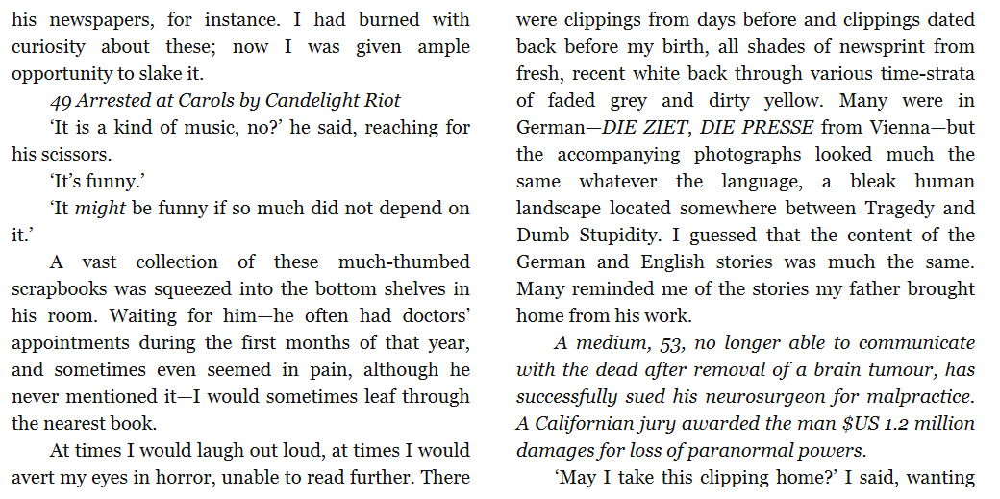 his newspapers, for instance. I had burned with
curiosity about these; now I was given ample
opportunity to slake it.
49 Arrested at Carols by Candelight Riot
‘It is a kind of music, no?’ he said, reaching for
his scissors.
‘It’s funny.’
‘It might be funny if so much did not depend on
it.’
A vast collection of these much-thumbed
scrapbooks was squeezed into the bottom shelves in
his room. Waiting for him—he often had doctors’
appointments during the first months of that year,
and sometimes even seemed in pain, although he
never mentioned it—I would sometimes leaf through
the nearest book.
At times I would laugh out loud, at times I would
avert my eyes in horror, unable to read further. There
were clippings from days before and clippings dated
back before my birth, all shades of newsprint from
fresh, recent white back through various time-strata
of faded grey and dirty yellow. Many were in
German—DIE ZIET, DIE PRESSE from Vienna—but
the accompanying photographs looked much the
same whatever the language, a bleak human
landscape located somewhere between Tragedy and
Dumb Stupidity. I guessed that the content of the
German and English stories was much the same.
Many reminded me of the stories my father brought
home from his work.
A medium, 53, no longer able to communicate
with the dead after removal of a brain tumour, has
successfully sued his neurosurgeon for malpractice.
A Californian jury awarded the man $US 1.2 million
damages for loss of paranormal powers.
‘May I take this clipping home?’ I said, wanting